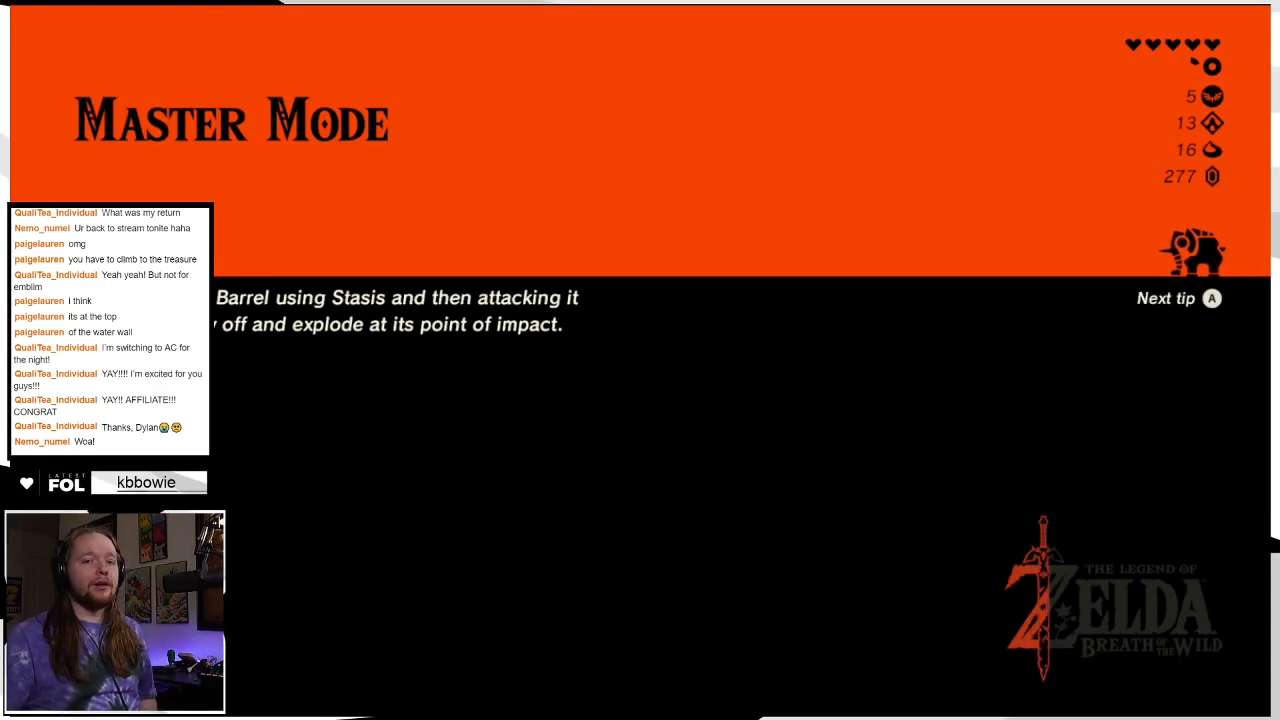 MASTER MODE
5
13
16
277
Barrel using Stasis and then attacking it
off and explode at its point of impact.
Next tip A
QualiTea_Individual What was my return
Nemo_numel Ur back to stream tonite haha
paigelauren omg
paigelauren you have to climb to the treasure
QualiTea_Individual Yeah yeah! But not for
emblim
paigelauren I think
paigelauren its at the top
paigelauren of the water wall
QualiTea_Individual I'm switching to AC for
the night!
QualiTea_Individual YAY!!!! I'm excited for you
guys!!!
QualiTea_Individual YAY!! AFFILIATE!!!
CONGRAT
QualiTea_Individual Thanks, Dylan😭🥺
Nemo_numel Woa!
LATEST
FOL
kbbowie
THE LEGEND OF
ZELDA
BREATH OF THE WILD